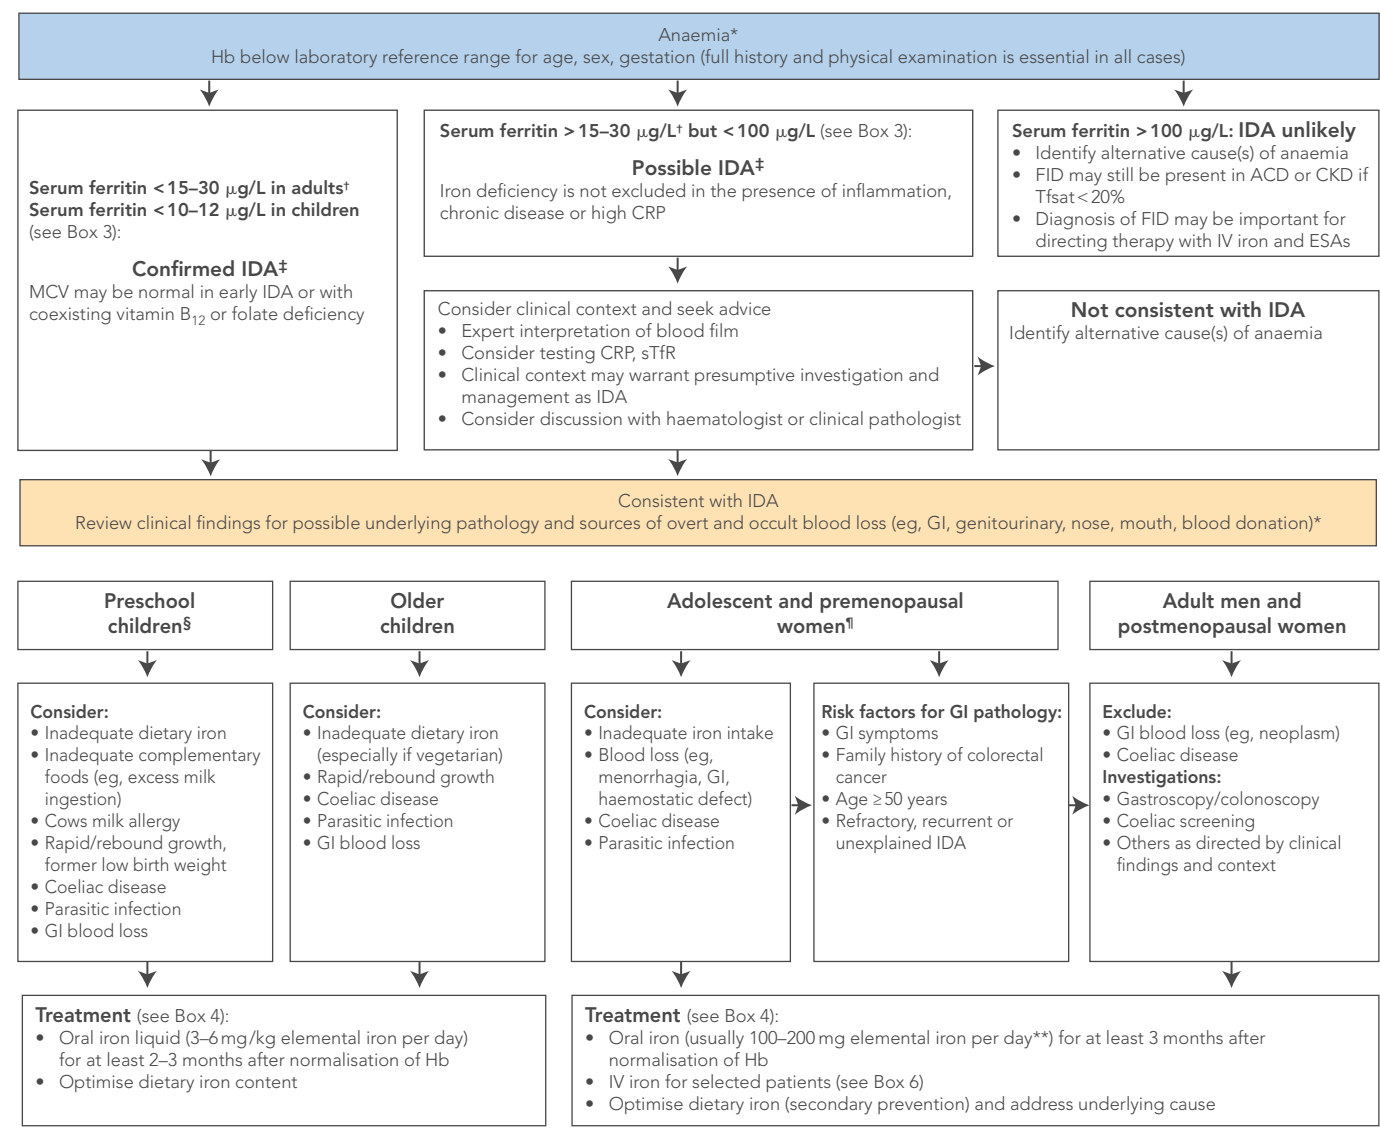 Anaemia*
Hb below laboratory reference range for age, sex, gestation (full history and physical examination is essential in all cases)
Serum ferritin <15–30 µg/L in adults†
Serum ferritin <10–12 µg/L in children
(see Box 3):
Confirmed IDA‡
MCV may be normal in early IDA or with
coexisting vitamin B12 or folate deficiency
Serum ferritin >15–30 µg/L† but <100 µg/L (see Box 3):
Possible IDA‡
Iron deficiency is not excluded in the presence of inflammation,
chronic disease or high CRP
Serum ferritin >100 µg/L: IDA unlikely
• Identify alternative cause(s) of anaemia
• FID may still be present in ACD or CKD if
Tfsat<20%
• Diagnosis of FID may be important for
directing therapy with IV iron and ESAs
Consider clinical context and seek advice
• Expert interpretation of blood film
• Consider testing CRP, sTfR
• Clinical context may warrant presumptive investigation and
management as IDA
• Consider discussion with haematologist or clinical pathologist
Not consistent with IDA
Identify alternative cause(s) of anaemia
Consistent with IDA
Review clinical findings for possible underlying pathology and sources of overt and occult blood loss (eg, GI, genitourinary, nose, mouth, blood donation)*
Preschool
children§
Consider:
• Inadequate dietary iron
• Inadequate complementary
foods (eg, excess milk
ingestion)
• Cows milk allergy
• Rapid/rebound growth,
former low birth weight
• Coeliac disease
• Parasitic infection
• GI blood loss
Older
children
Consider:
• Inadequate dietary iron
(especially if vegetarian)
• Rapid/rebound growth
• Coeliac disease
• Parasitic infection
• GI blood loss
Adolescent and premenopausal
women¶
Consider:
• Inadequate iron intake
• Blood loss (eg,
menorrhagia, GI,
haemostatic defect)
• Coeliac disease
• Parasitic infection
Risk factors for GI pathology:
• GI symptoms
• Family history of colorectal
cancer
• Age ≥50 years
• Refractory, recurrent or
unexplained IDA
Adult men and
postmenopausal women
Exclude:
• GI blood loss (eg, neoplasm)
• Coeliac disease
Investigations:
• Gastroscopy/colonoscopy
• Coeliac screening
• Others as directed by clinical
findings and context
Treatment (see Box 4):
• Oral iron liquid (3–6 mg/kg elemental iron per day)
for at least 2–3 months after normalisation of Hb
• Optimise dietary iron content
Treatment (see Box 4):
• Oral iron (usually 100–200 mg elemental iron per day**) for at least 3 months after
normalisation of Hb
• IV iron for selected patients (see Box 6)
• Optimise dietary iron (secondary prevention) and address underlying cause